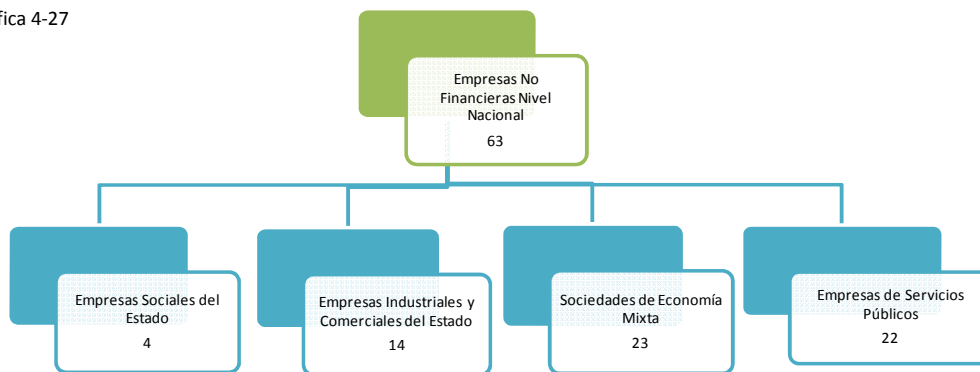 fica 4-27
Empresas No
Financieras Nivel
Nacional
63
Empresas Sociales del
Estado
4
Empresas Industriales y
Comerciales del Estado
14
Sociedades de Economía
Mixta
23
Empresas de Servicios
Públicos
22